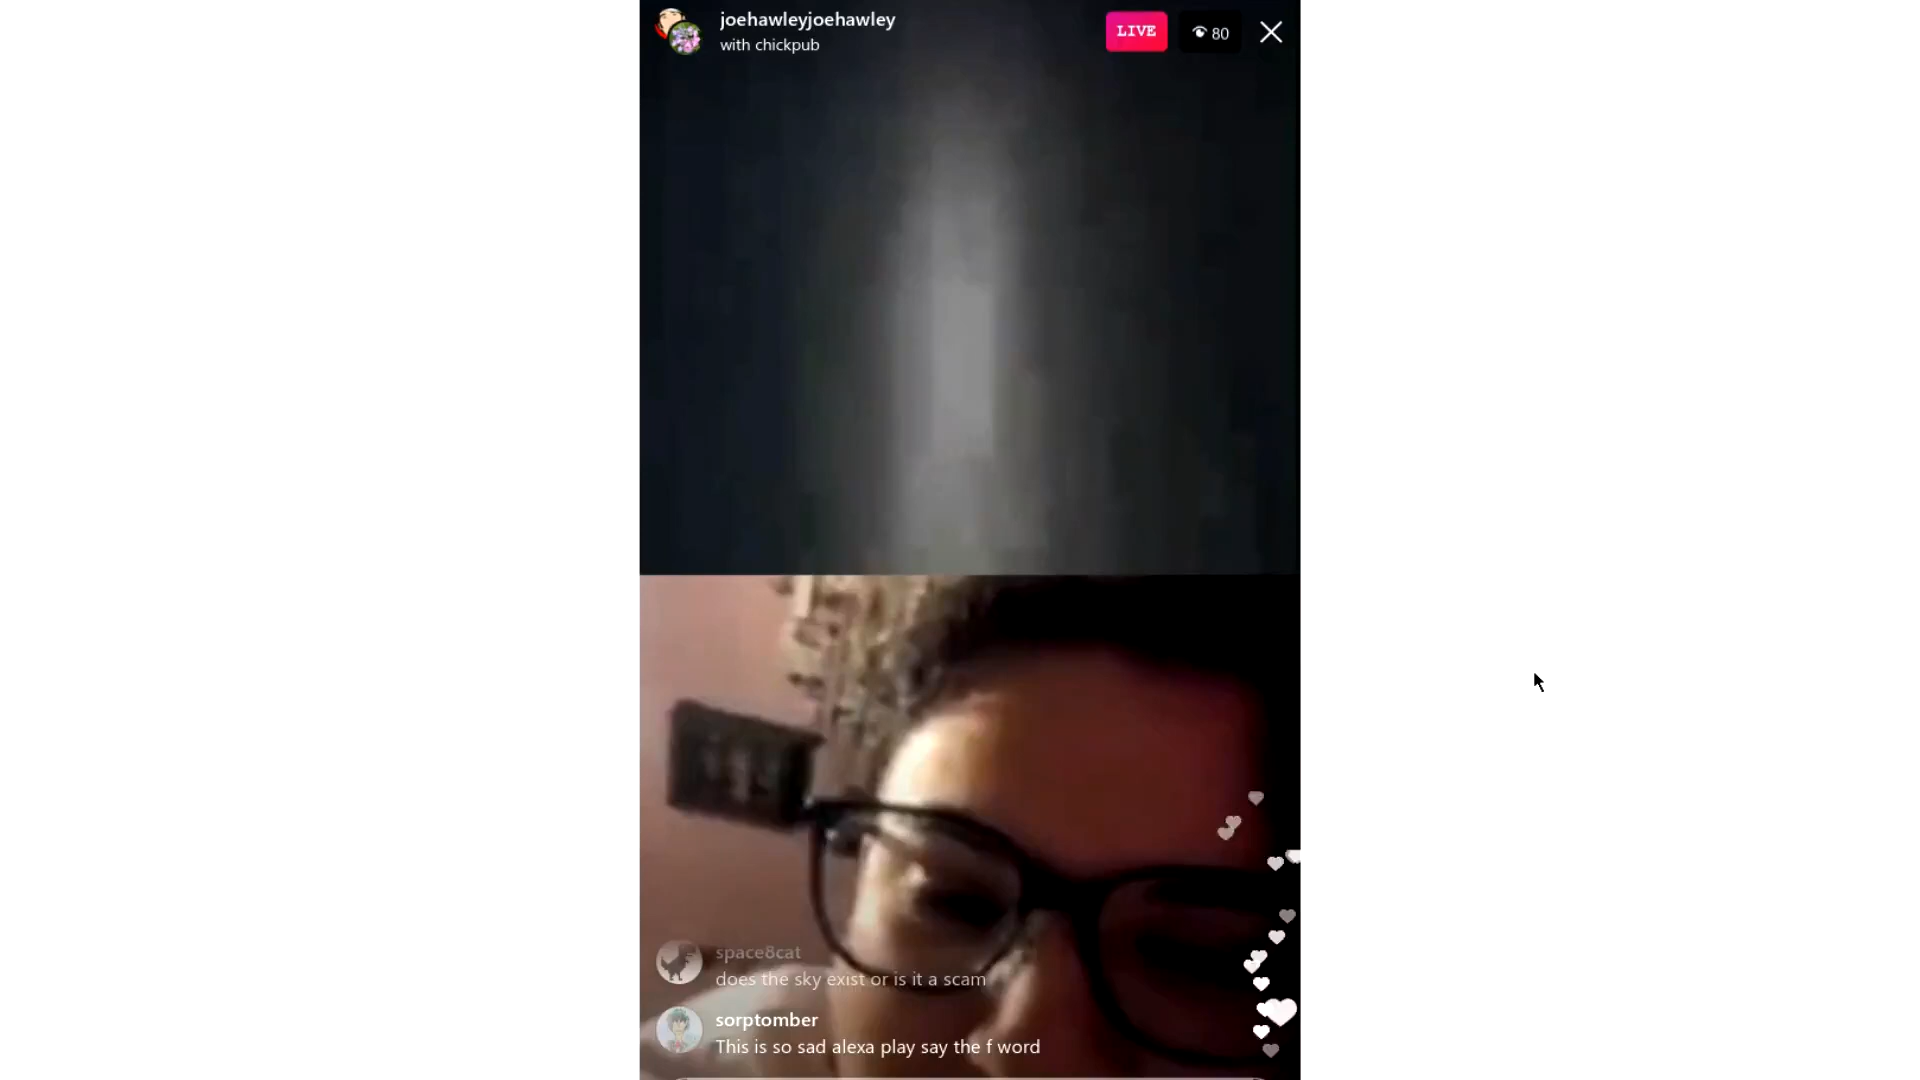 joehawleyjoehawley
with chickpub
LIVE
80
space8cat
does the sky exist or is it a scam
sorptomber
This is so sad alexa play say the f word